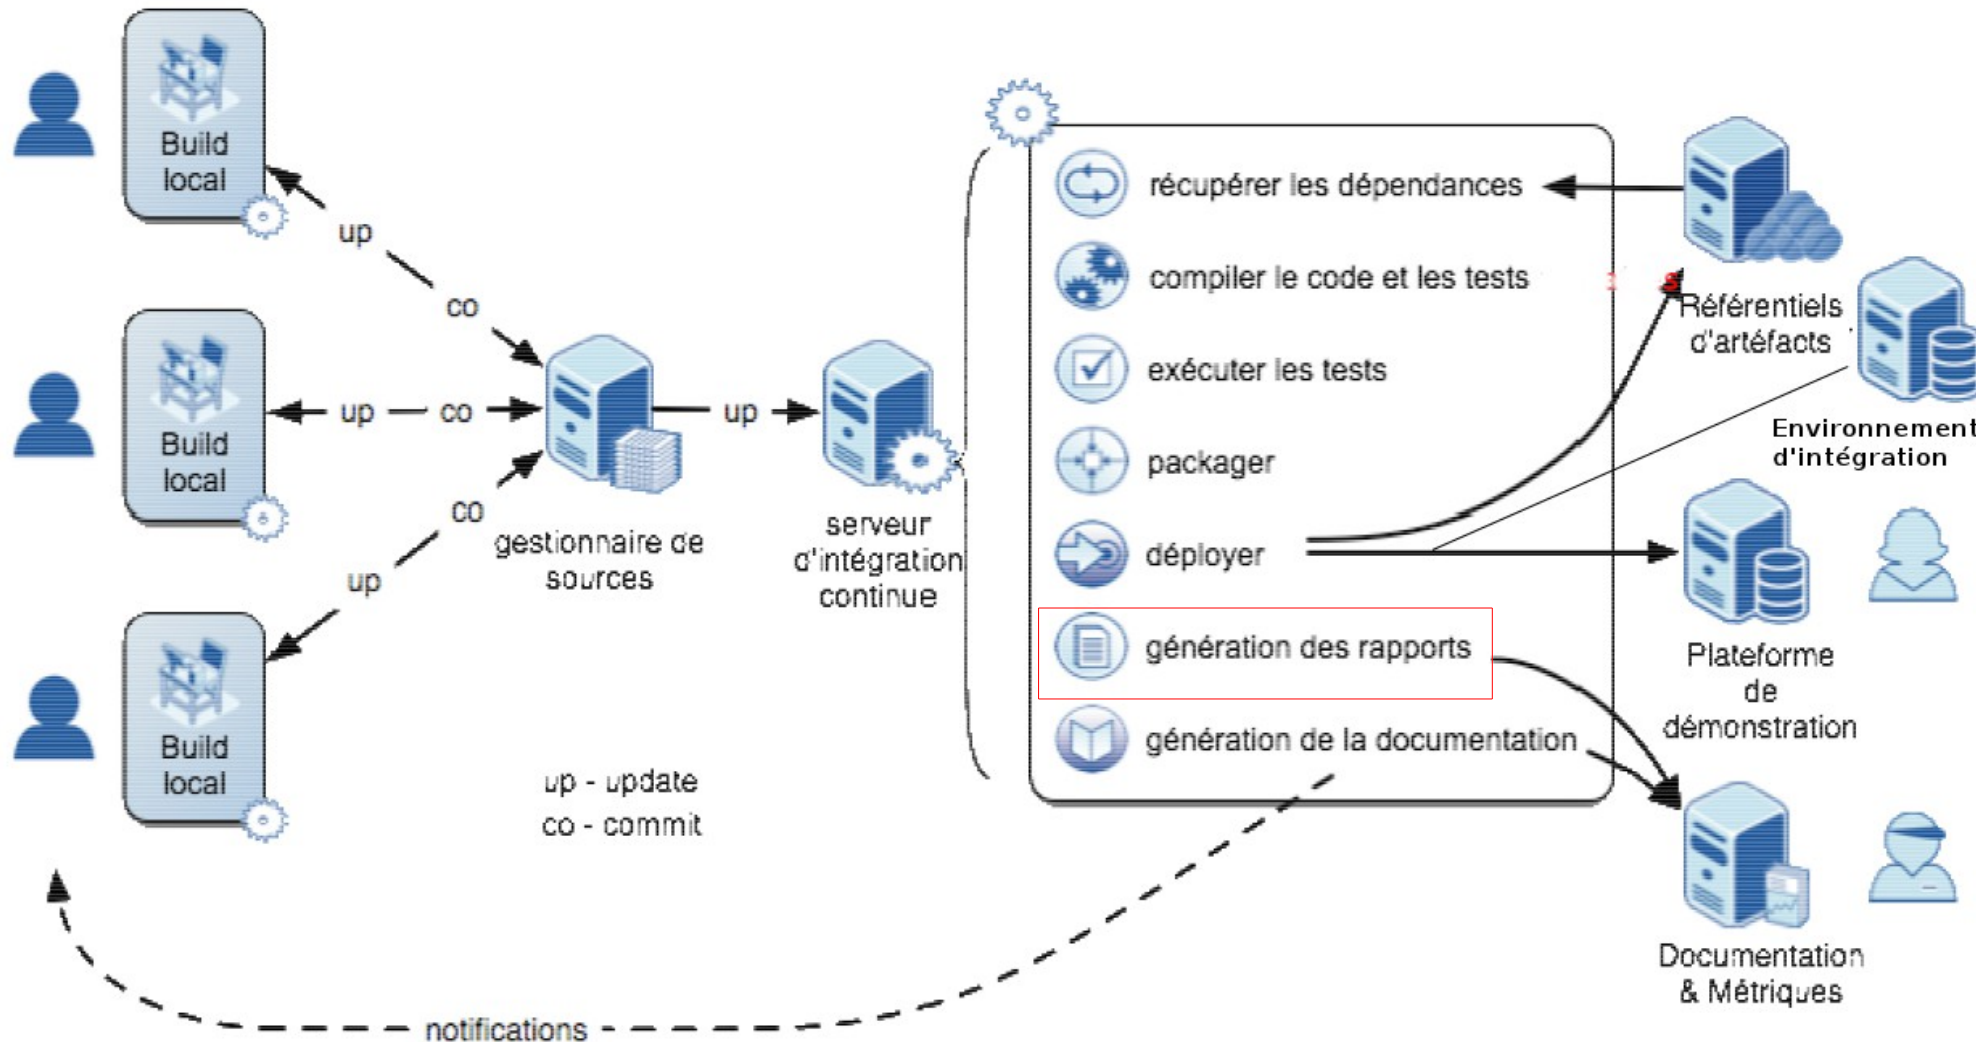 Build
local
up
co
Build
local
up
co
up
co
up
Build
local
gestionnaire de
sources
serveur
d'intégration
continue
up - update
co - commit
récupérer les dépendances
compiler le code et les tests
exécuter les tests
packager
déployer
génération des rapports
génération de la documentation
s
Référentiels
d'artéfacts
Environnement
d'intégration
Plateforme
de
démonstration
Documentation
& Métriques
notifications